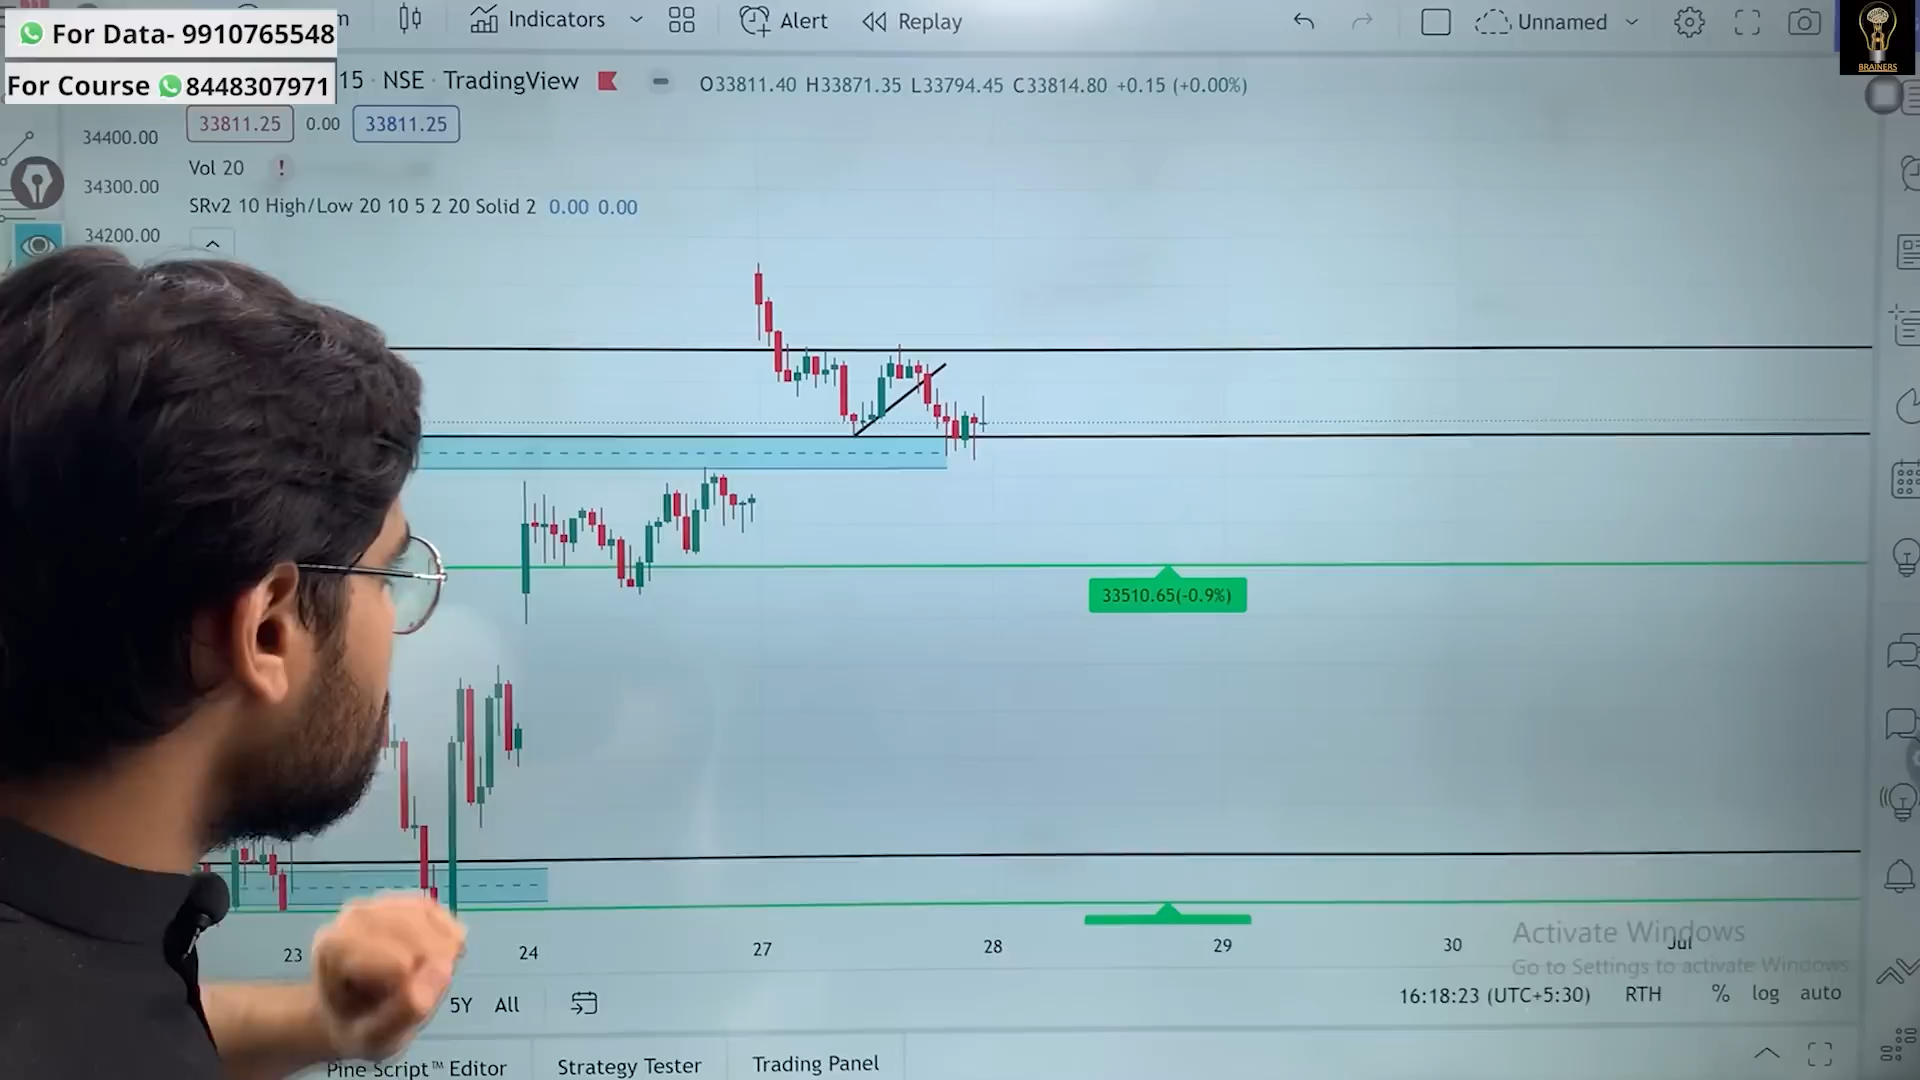 For Data- 9910765548
For Course 8448307971
Indicators
Alert
Replay
Unnamed
BRAINERS
15 · NSE · TradingView
O33811.40 H33871.35 L33794.45 C33814.80 +0.15 (+0.00%)
33811.25 0.00 33811.25
34400.00
Vol 20 !
34300.00
SRv2 10 High/Low 20 10 5 2 20 Solid 2 0.00 0.00
34200.00
33510.65(-0.9%)
23 24 27 28 29 30 Jul
Activate Windows
Go to Settings to activate Windows.
5Y All
16:18:23 (UTC+5:30) RTH % log auto
Pine Script™ Editor Strategy Tester Trading Panel